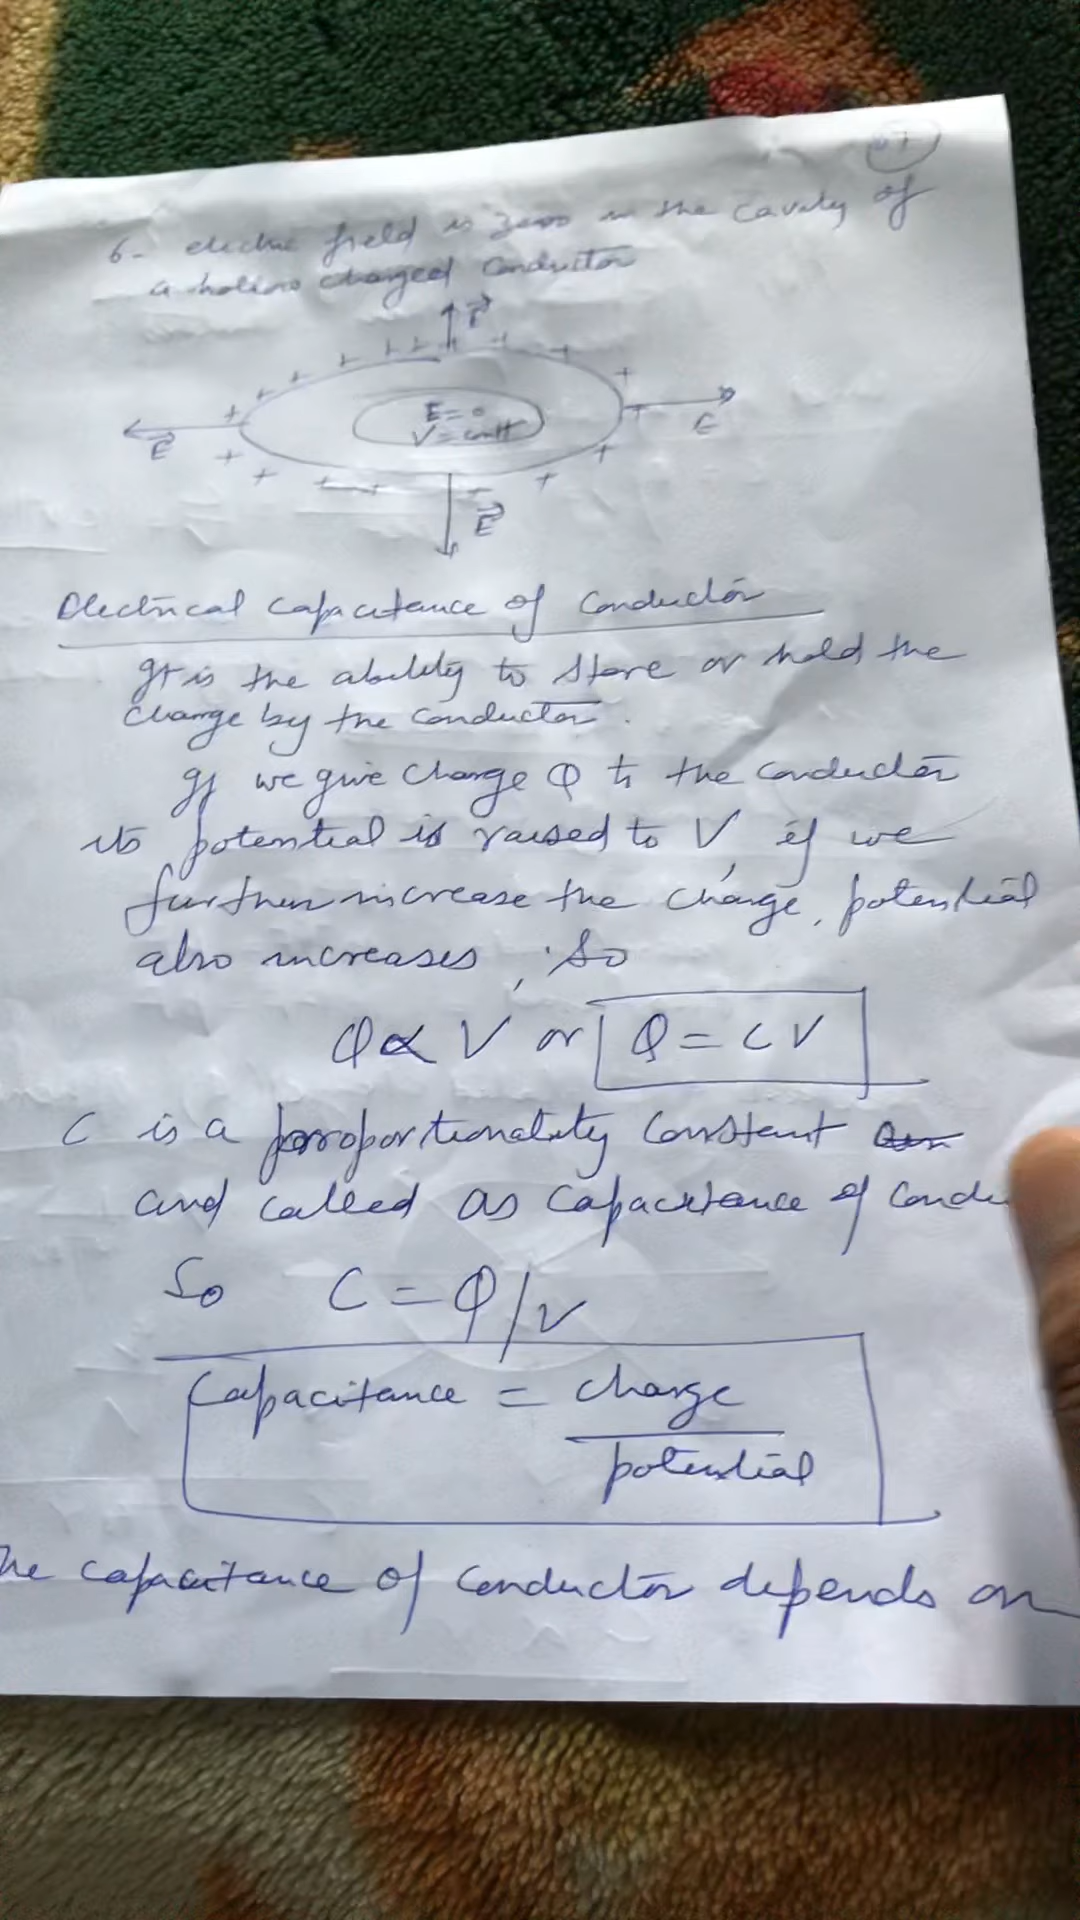 67
6- electric field is zero in the cavity of
a hollow charged conductor
E
E = 0
V = constt
E
E
E
Electrical capacitance of conductor
It is the ability to store or hold the
charge by the conductor.
If we give charge Q to the conductor
its potential is raised to V, if we
further increase the charge, potential
also increases, so
Q ∝ V or Q = CV
C is a proportionality constant
and called as capacitance of condu
So C = Q/V
Capacitance = charge
potential
he capacitance of conductor depends on